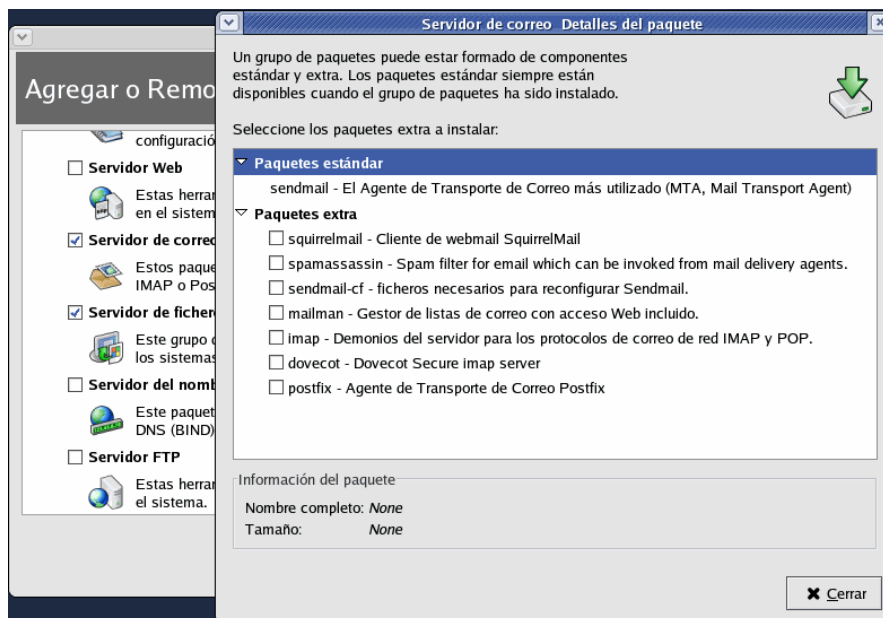 Servidor de correo Detalles del paquete
Agregar o Remo
configuració
Servidor Web
Estas herrar
en el sistem
Servidor de correo
Estos paque
IMAP o Pos
Servidor de ficher
Este grupo
los sistemas
Servidor del nomb
Este paquet
DNS (BIND)
Servidor FTP
Estas herrar
el sistema.
Un grupo de paquetes puede estar formado de componentes
estándar y extra. Los paquetes estándar siempre están
disponibles cuando el grupo de paquetes ha sido instalado.
Seleccione los paquetes extra a instalar:
Paquetes estándar
sendmail - El Agente de Transporte de Correo más utilizado (MTA, Mail Transport Agent)
Paquetes extra
squirrelmail - Cliente de webmail SquirrelMail
spamassassin - Spam filter for email which can be invoked from mail delivery agents.
sendmail-cf - ficheros necesarios para reconfigurar Sendmail.
mailman - Gestor de listas de correo con acceso Web incluido.
imap - Demonios del servidor para los protocolos de correo de red IMAP y POP.
dovecot - Dovecot Secure imap server
postfix - Agente de Transporte de Correo Postfix
Información del paquete
Nombre completo: None
Tamaño: None
Cerrar